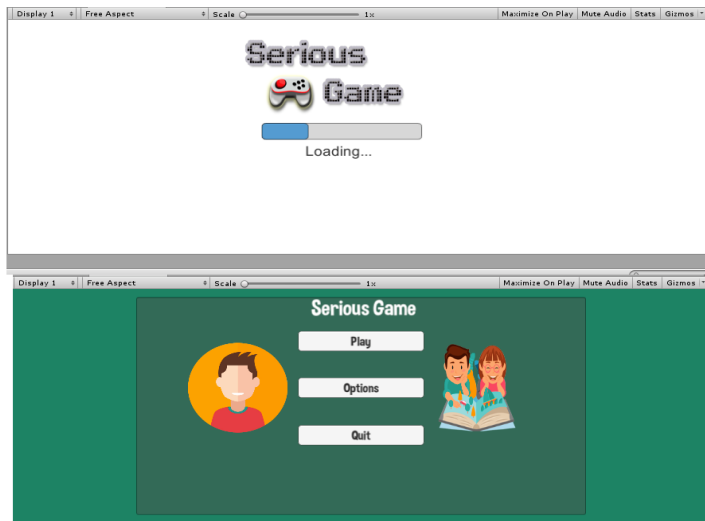 Display 1 Free Aspect Scale 1x Maximize On Play Mute Audio Stats Gizmos
Serious
Game
Loading...
Display 1 Free Aspect Scale 1x Maximize On Play Mute Audio Stats Gizmos
Serious Game
Play
Options
Quit